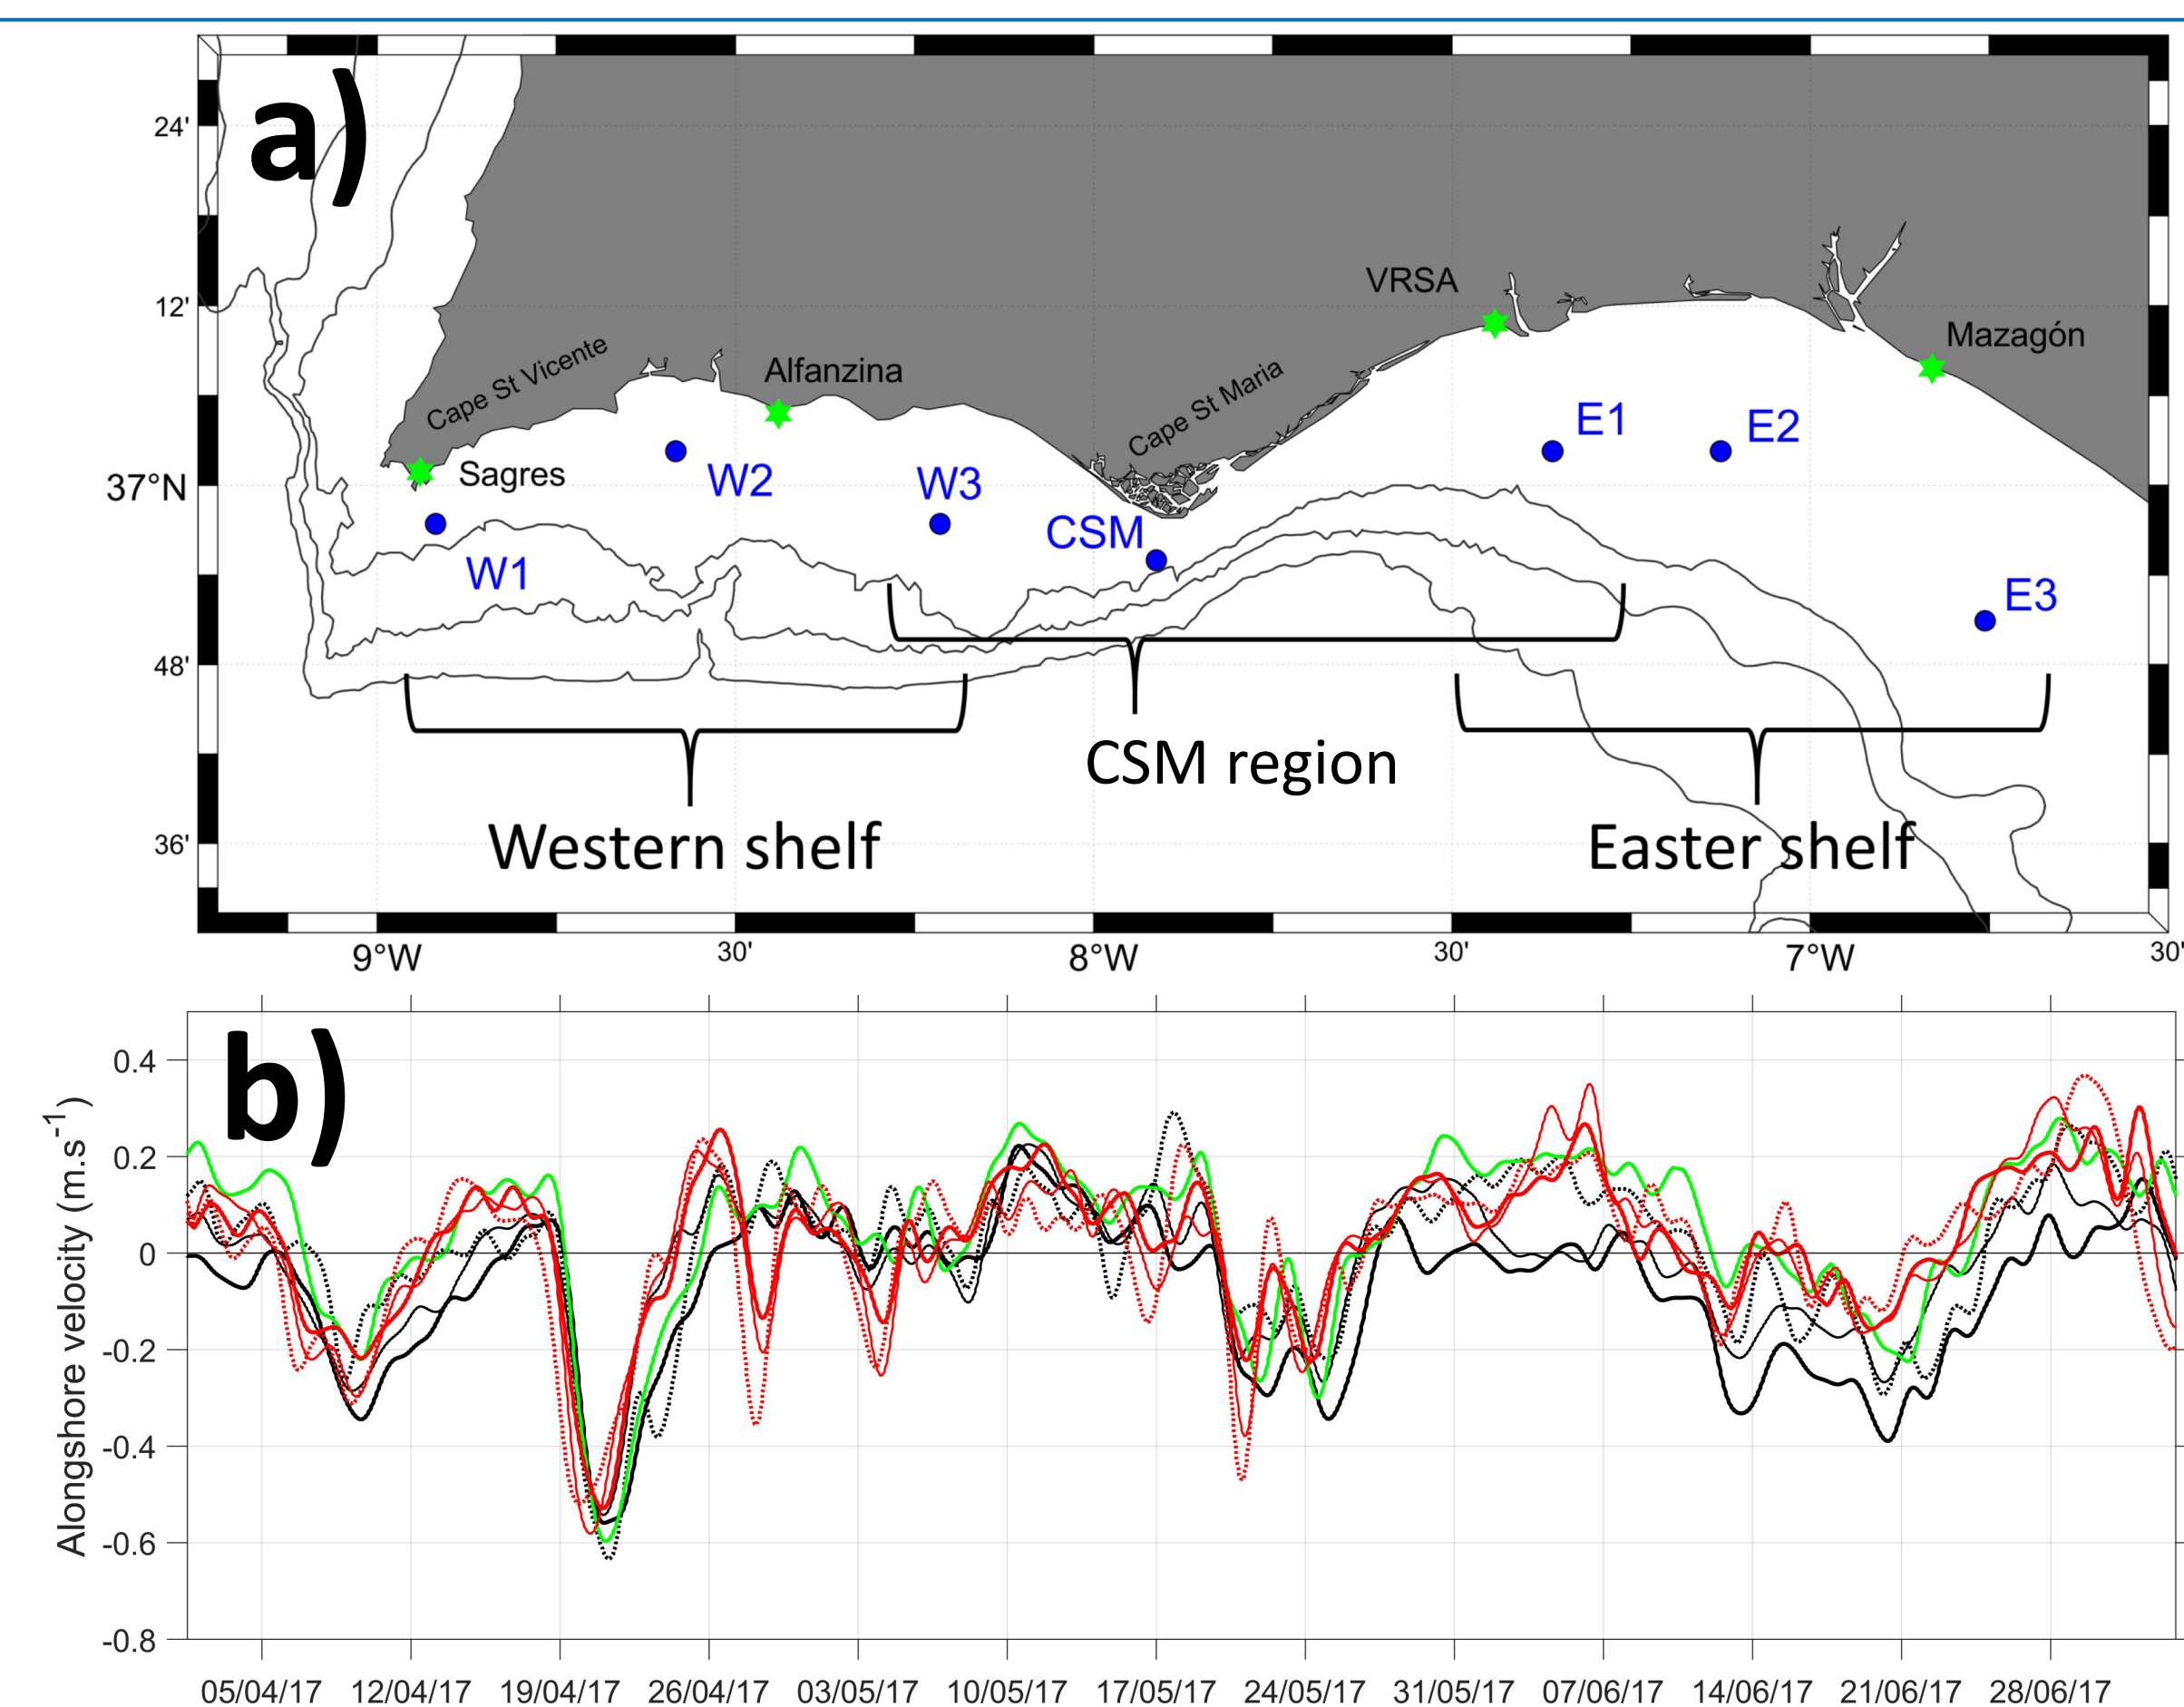 a)
24'
12'
37°N
48'
36'
VRSA
Mazagón
Cape St Vicente
Alfanzina
Cape St Maria
E1
E2
Sagres
W2
W3
CSM
W1
E3
CSM region
Western shelf
Easter shelf
9°W
30'
8°W
30'
7°W
30'
b)
Alongshore velocity (m.s⁻¹)
0.4
0.2
0
-0.2
-0.4
-0.6
-0.8
05/04/17
12/04/17
19/04/17
26/04/17
03/05/17
10/05/17
17/05/17
24/05/17
31/05/17
07/06/17
14/06/17
21/06/17
28/06/17